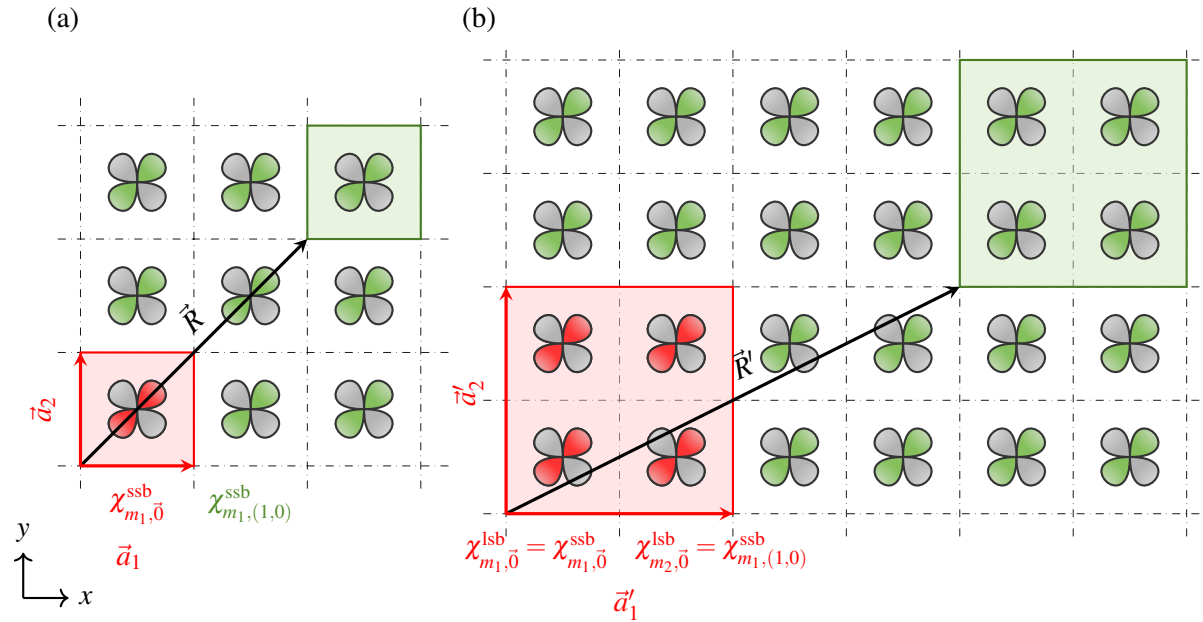 (a)
(b)
R⃗
a⃗₂
χ^ssb_{m₁,0⃗}
χ^ssb_{m₁,(1,0)}
a⃗₁
y
x
R⃗′
a⃗′₂
χ^lsb_{m₁,0⃗} = χ^ssb_{m₁,0⃗}
χ^lsb_{m₂,0⃗} = χ^ssb_{m₁,(1,0)}
a⃗′₁